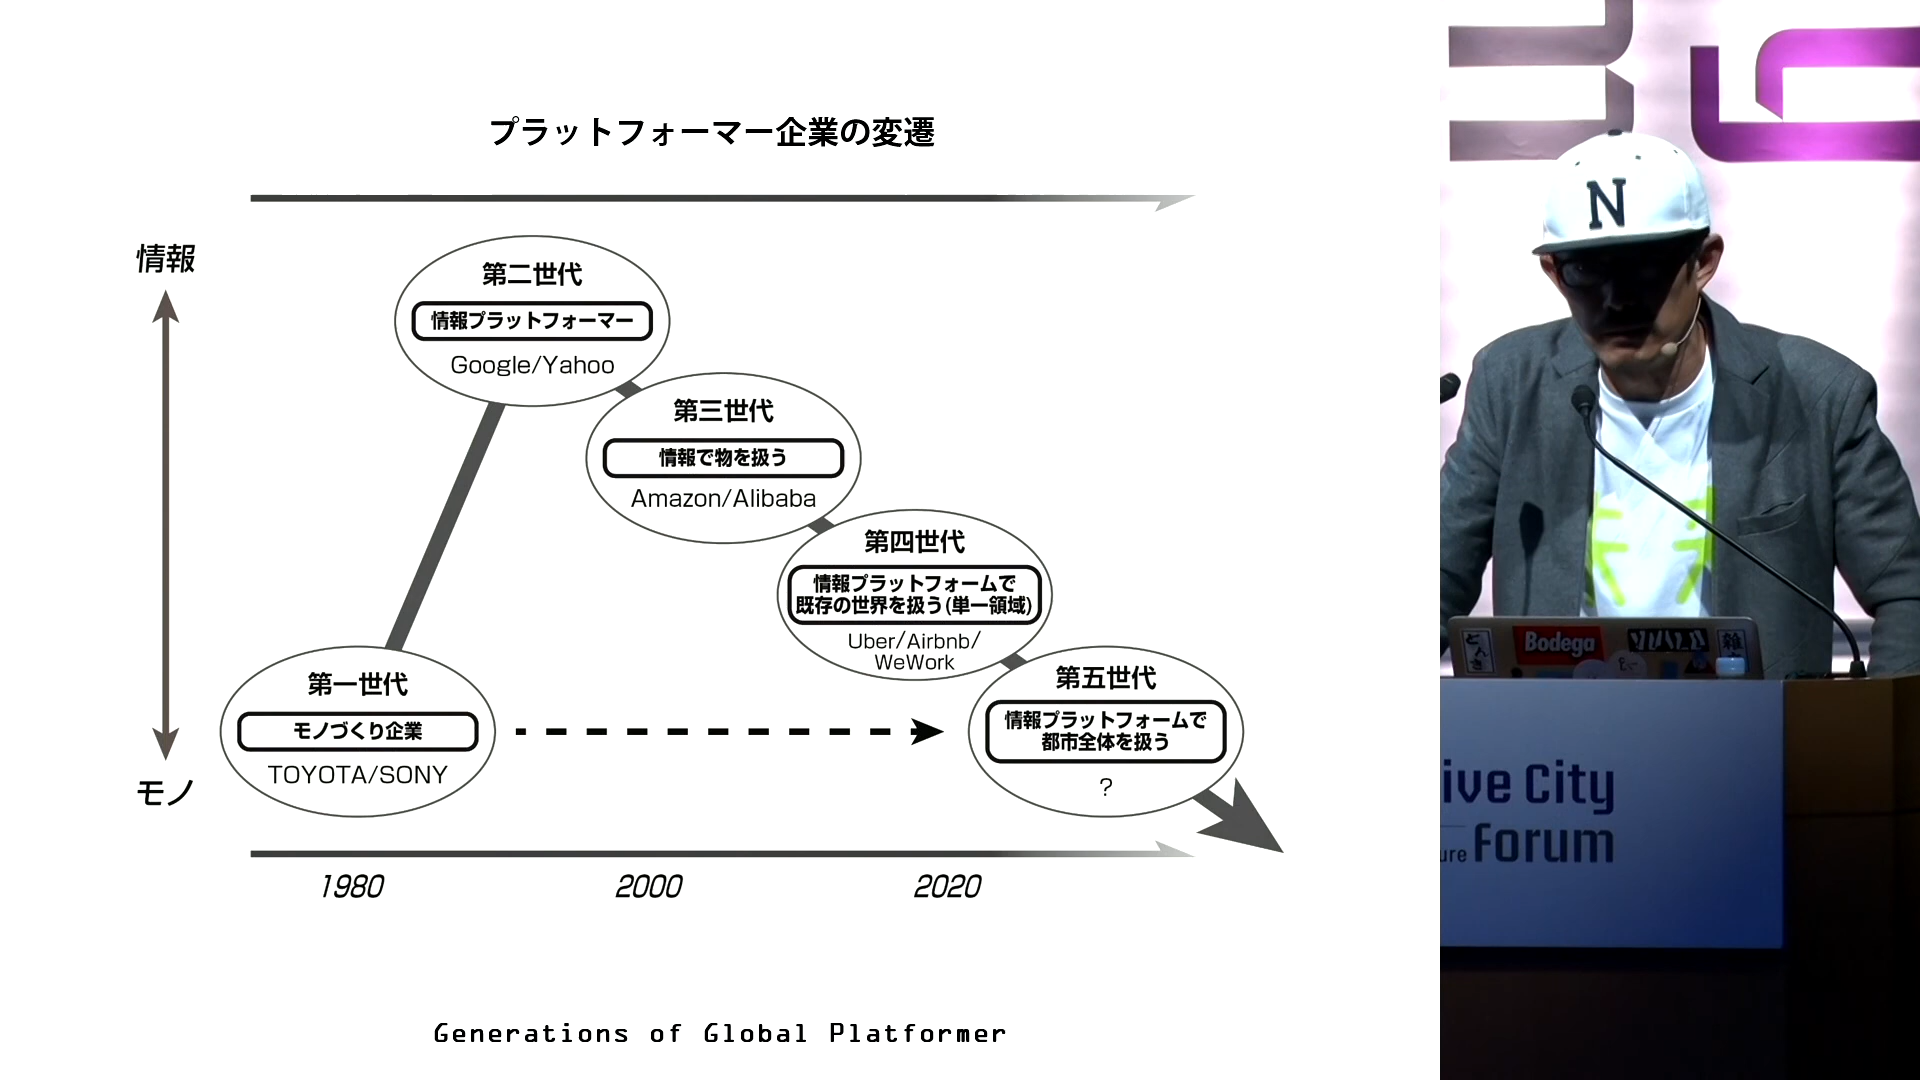 プラットフォーマー企業の変遷
情報
モノ
第二世代
情報プラットフォーマー
Google/Yahoo
第三世代
情報で物を扱う
Amazon/Alibaba
第四世代
情報プラットフォームで
既存の世界を扱う(単一領域)
Uber/Airbnb/
WeWork
第一世代
モノづくり企業
TOYOTA/SONY
第五世代
情報プラットフォームで
都市全体を扱う
?
1980
2000
2020
Generations of Global Platformer
N
Bodega
ive City
ure Forum